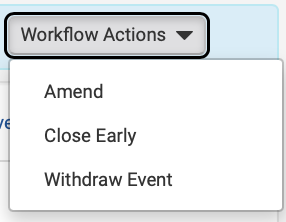 Workflow Actions
Amend
Close Early
Withdraw Event